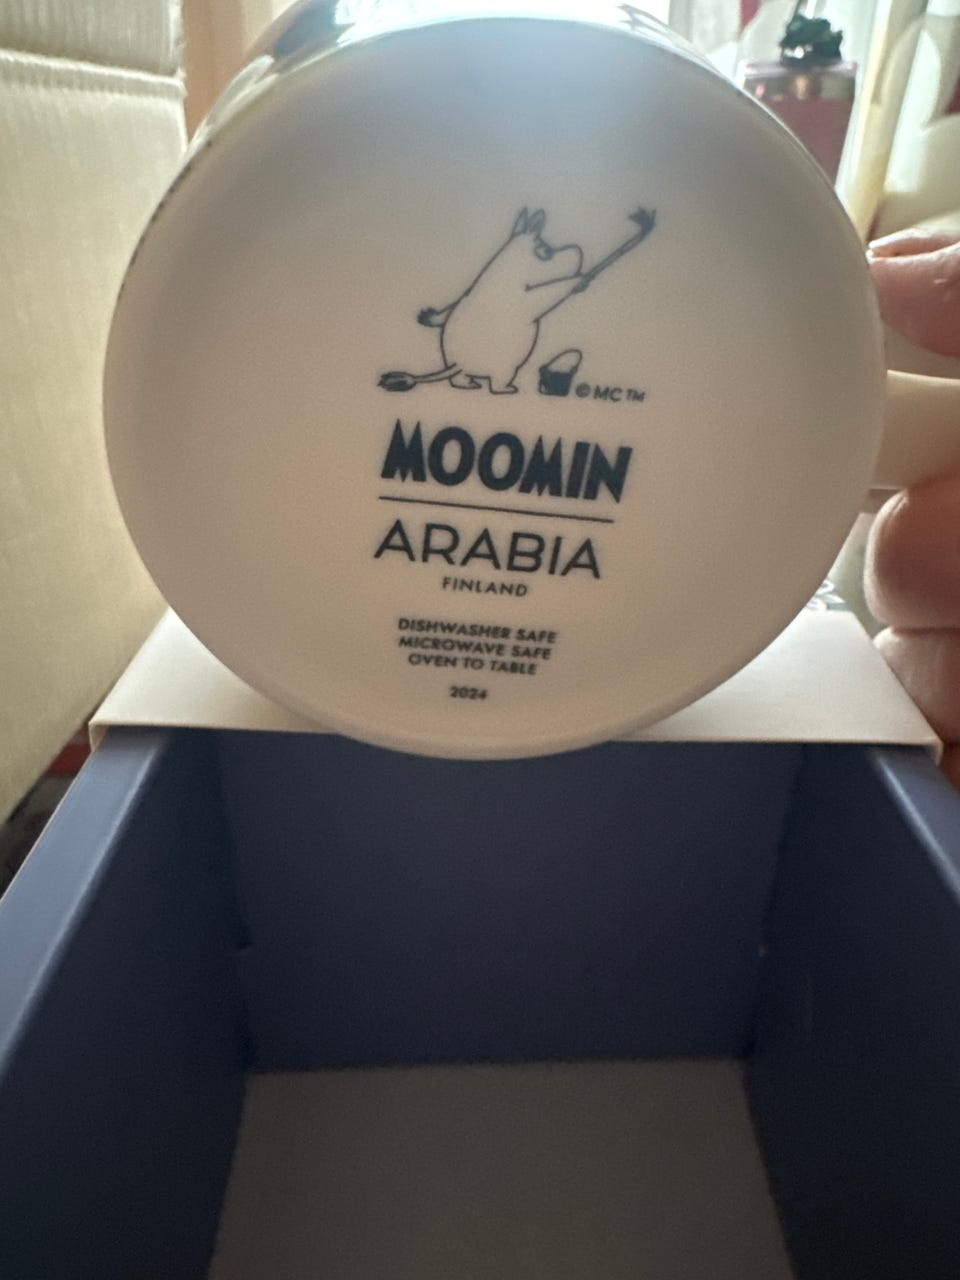 © MC ™
MOOMIN
ARABIA
FINLAND
DISHWASHER SAFE
MICROWAVE SAFE
OVEN TO TABLE
2024